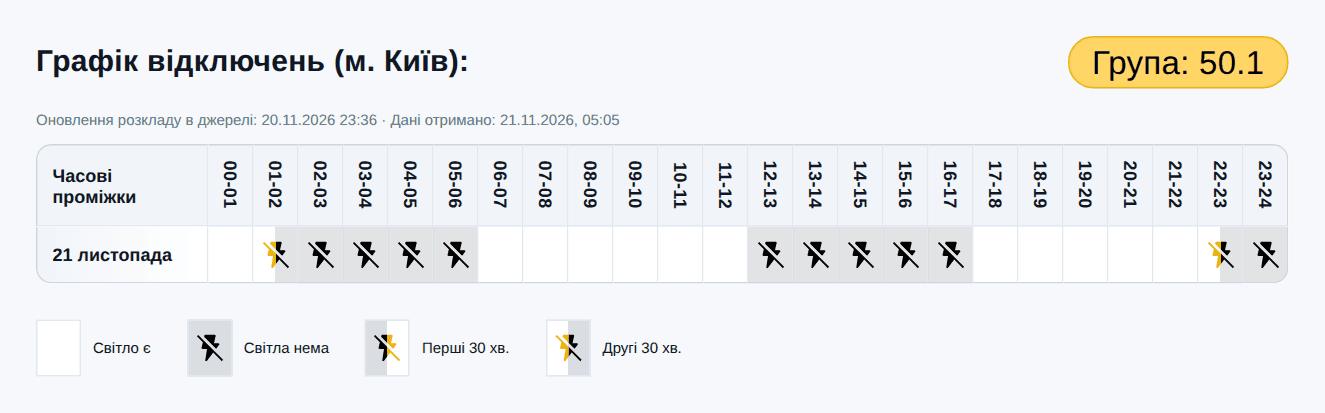 Графік відключень (м. Київ):
Група: 50.1
Оновлення розкладу в джерелі: 20.11.2026 23:36 · Дані отримано: 21.11.2026, 05:05
Часові
проміжки
00-01
01-02
02-03
03-04
04-05
05-06
06-07
07-08
08-09
09-10
10-11
11-12
12-13
13-14
14-15
15-16
16-17
17-18
18-19
19-20
20-21
21-22
22-23
23-24
21 листопада
Світло є
Світла нема
Перші 30 хв.
Другі 30 хв.